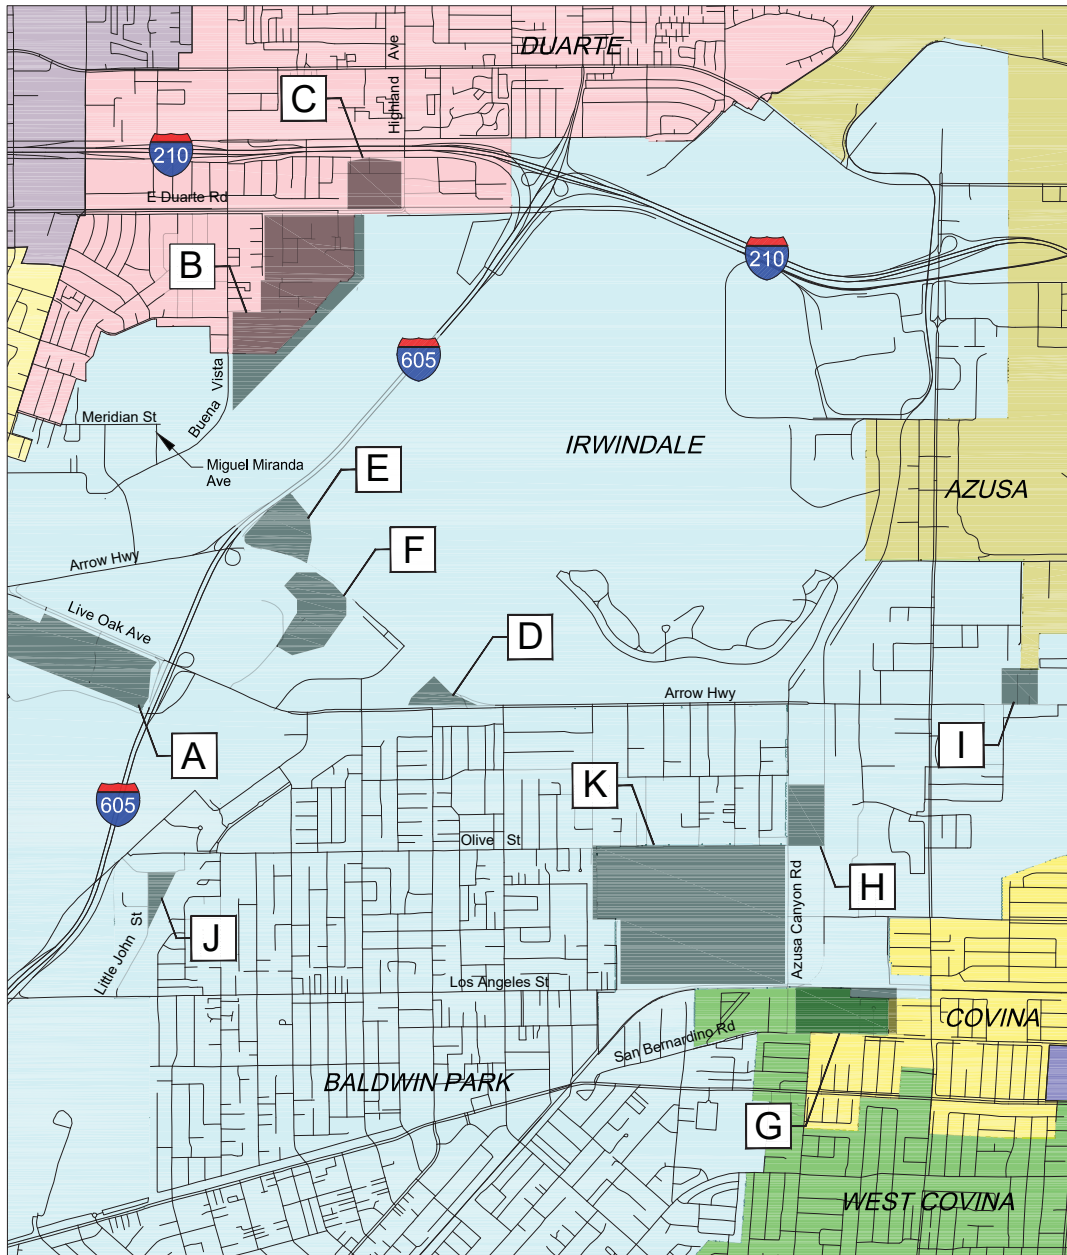 DUARTE
Highland Ave
C
210
E Duarte Rd
B
210
605
Buena Vista
Meridian St
Miguel Miranda
Ave
IRWINDALE
E
AZUSA
F
Arrow Hwy
Live Oak Ave
D
Arrow Hwy
A
I
K
605
Olive St
H
J
Azusa Canyon Rd
Little John St
Los Angeles St
COVINA
San Bernardino Rd
BALDWIN PARK
G
WEST COVINA